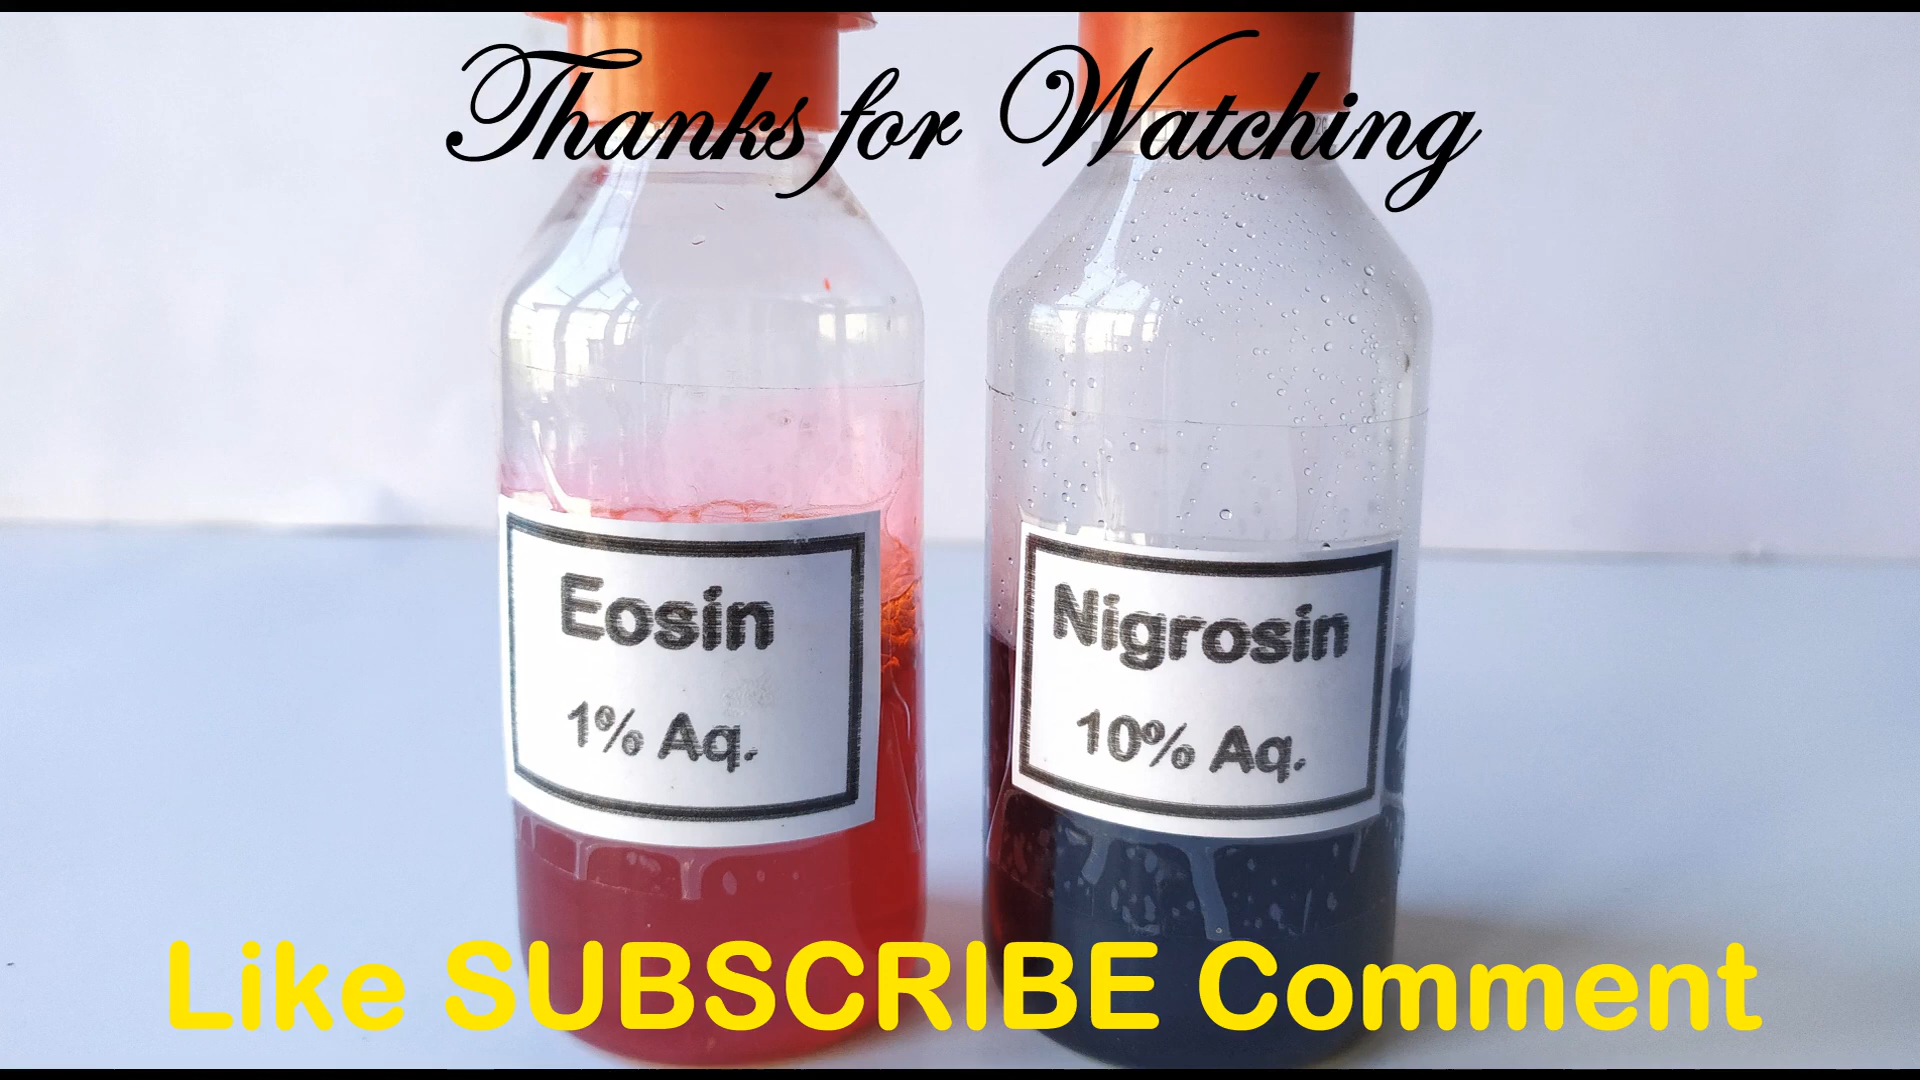 Thanks for Watching
Eosin
1% Aq.
Nigrosin
10% Aq.
Like SUBSCRIBE Comment